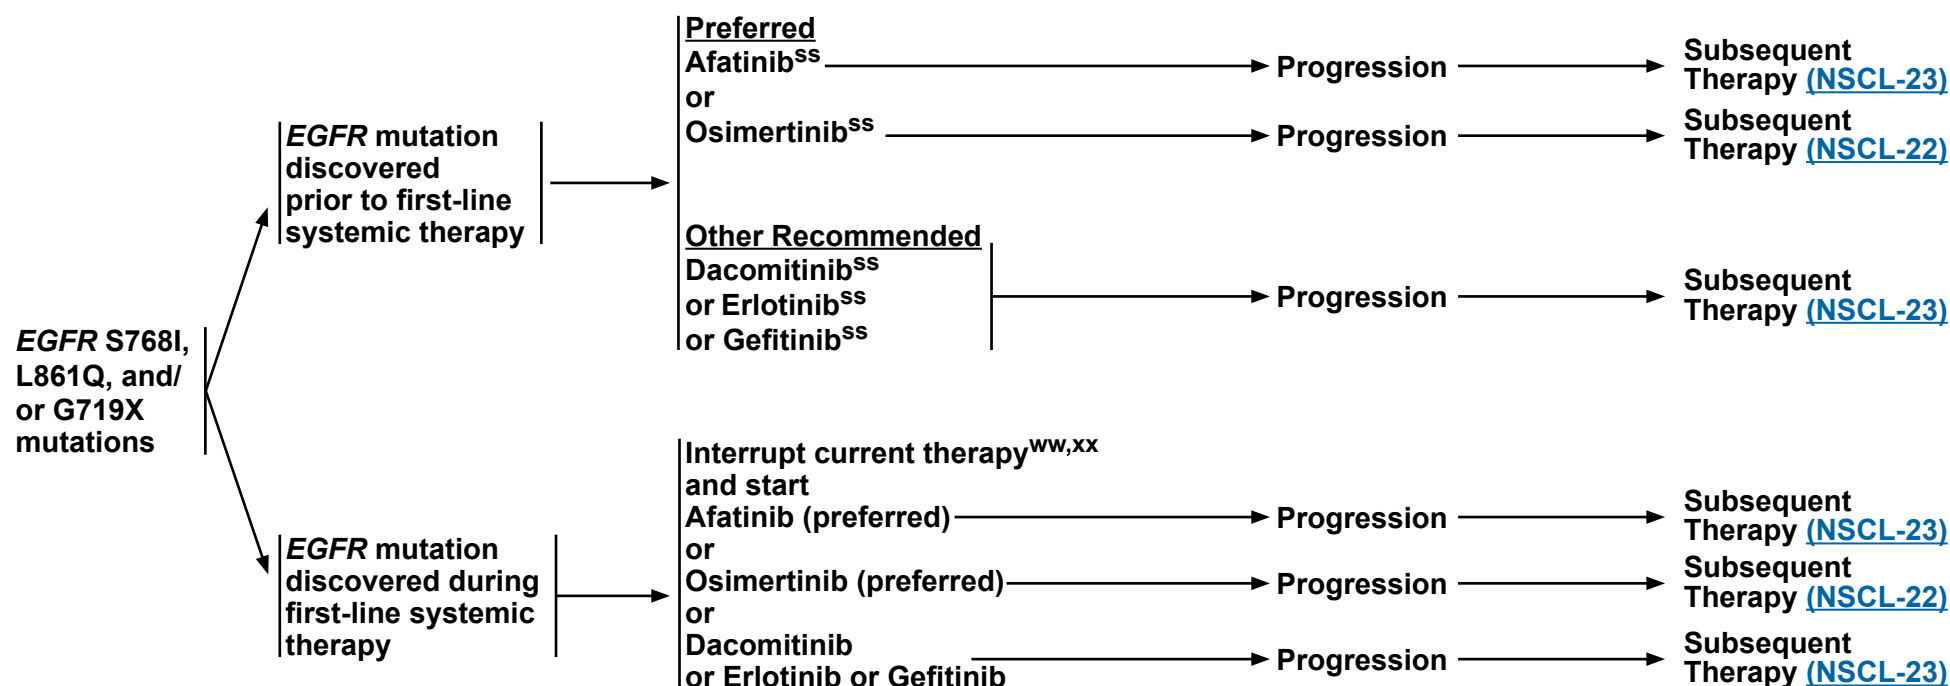 EGFR S768I,
L861Q, and/
or G719X
mutations
EGFR mutation
discovered
prior to first-line
systemic therapy
Preferred
Afatinibss
Progression
Subsequent
Therapy (NSCL-23)
or
Osimertinibss
Progression
Subsequent
Therapy (NSCL-22)
Other Recommended
Dacomitinibss
or Erlotinibss
or Gefitinibss
Progression
Subsequent
Therapy (NSCL-23)
EGFR mutation
discovered during
first-line systemic
therapy
Interrupt current therapyww,xx
and start
Afatinib (preferred)
Progression
Subsequent
Therapy (NSCL-23)
or
Osimertinib (preferred)
Progression
Subsequent
Therapy (NSCL-22)
or
Dacomitinib
or Erlotinib or Gefitinib
Progression
Subsequent
Therapy (NSCL-23)